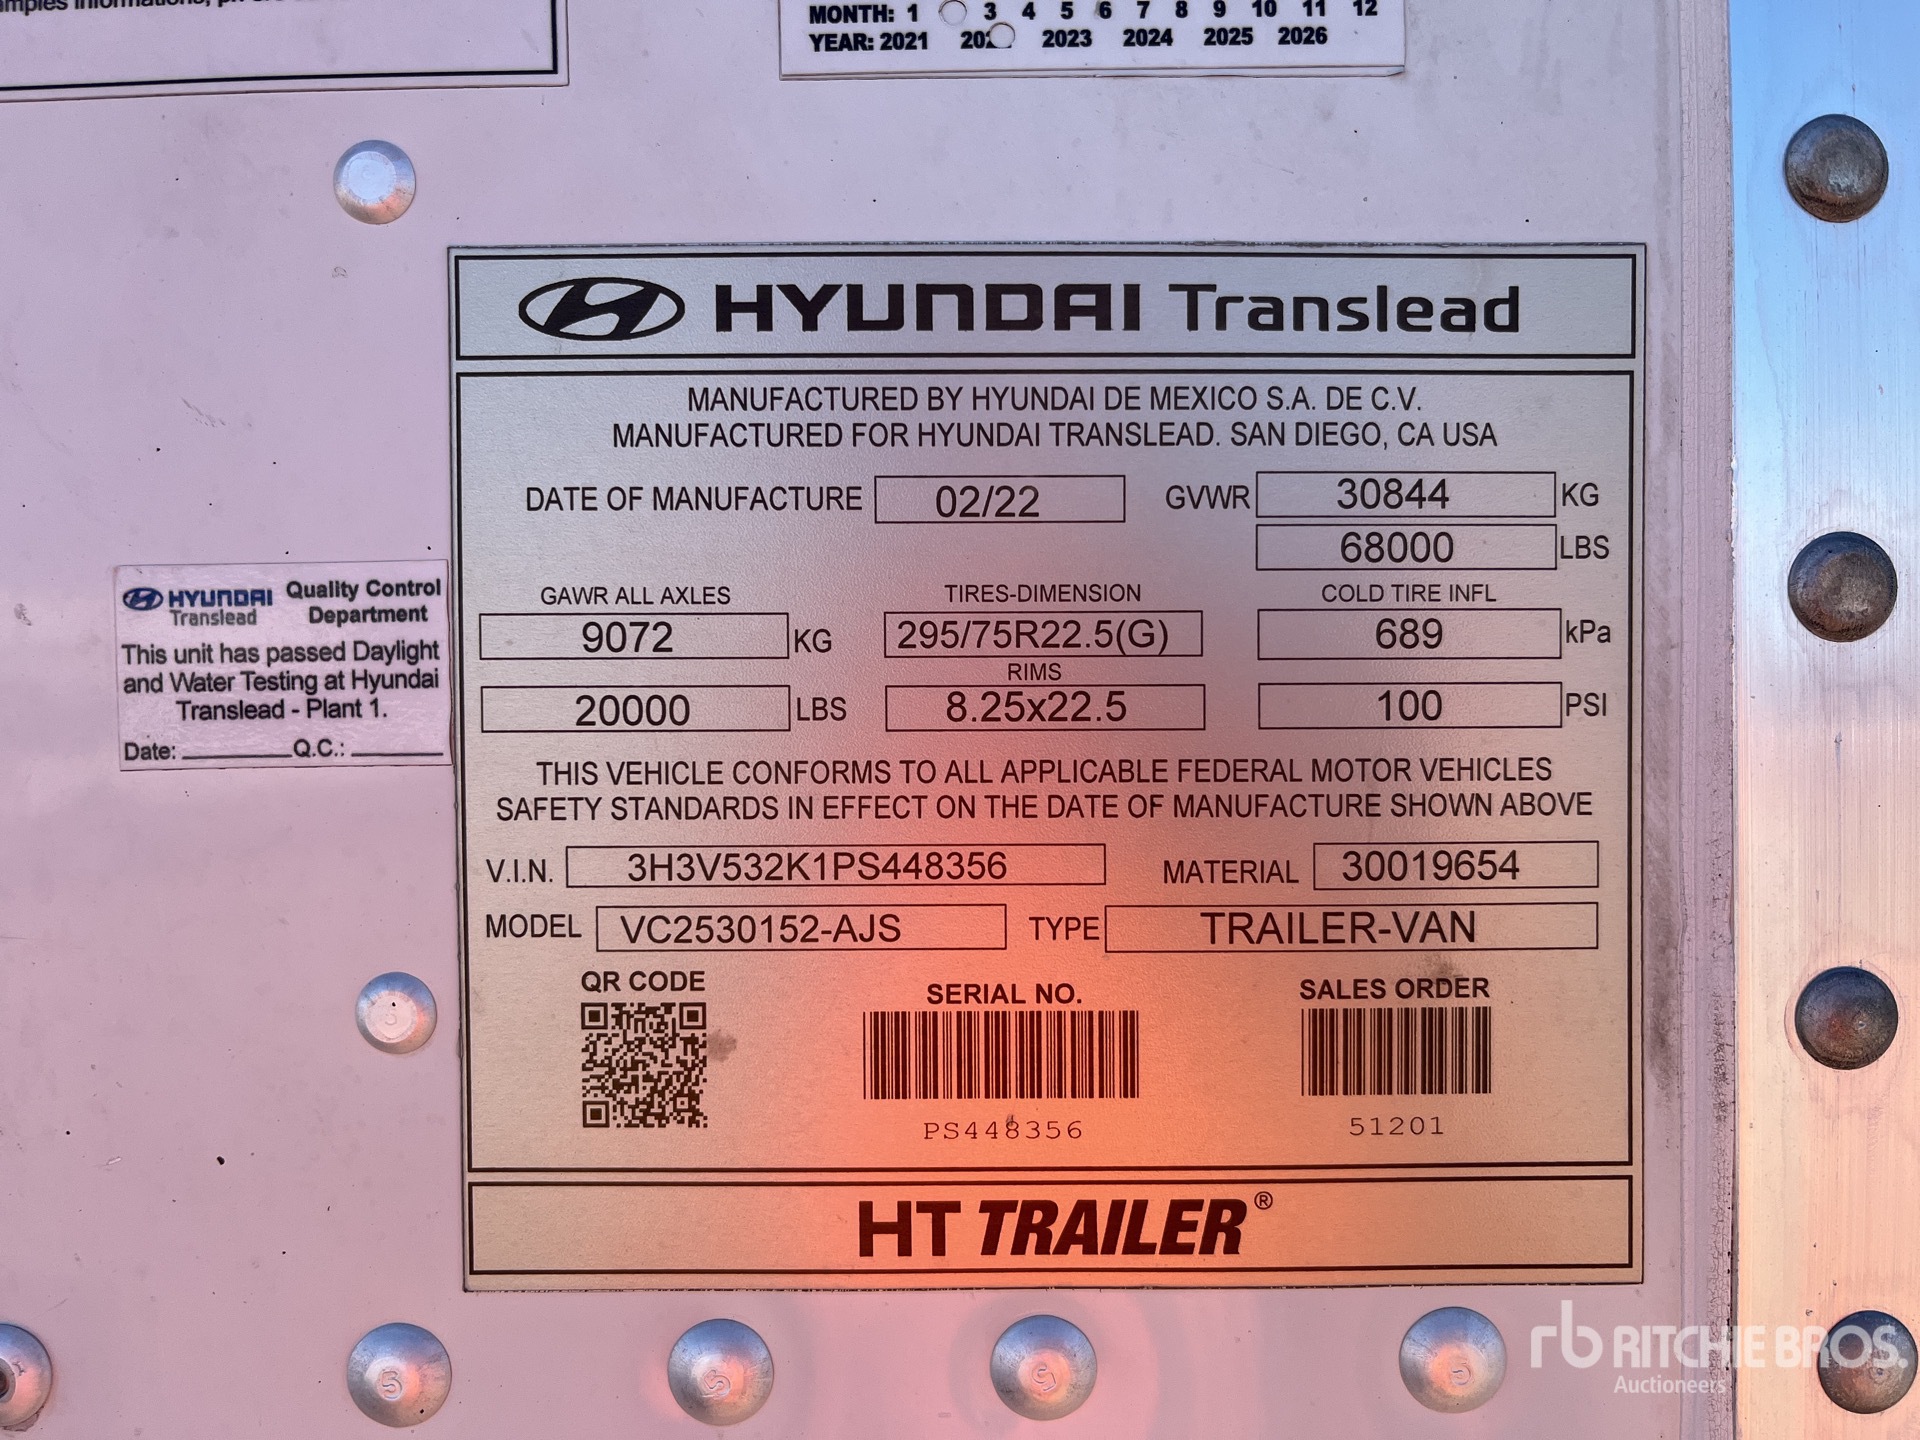 MONTH: 1 3 4 5 6 7 8 9 10 11 12
YEAR: 2021 2023 2024 2025 2026
HYUNDAI Translead
MANUFACTURED BY HYUNDAI DE MEXICO S.A. DE C.V.
MANUFACTURED FOR HYUNDAI TRANSLEAD. SAN DIEGO, CA USA
DATE OF MANUFACTURE 02/22 GVWR 30844 KG
68000 LBS
GAWR ALL AXLES TIRES-DIMENSION COLD TIRE INFL
9072 KG 295/75R22.5(G) 689 kPa
RIMS
20000 LBS 8.25x22.5 100 PSI
THIS VEHICLE CONFORMS TO ALL APPLICABLE FEDERAL MOTOR VEHICLES
SAFETY STANDARDS IN EFFECT ON THE DATE OF MANUFACTURE SHOWN ABOVE
V.I.N. 3H3V532K1PS448356 MATERIAL 30019654
MODEL VC2530152-AJS TYPE TRAILER-VAN
QR CODE SERIAL NO. SALES ORDER
PS448356 51201
HT TRAILER®
HYUNDAI Translead Quality Control Department
This unit has passed Daylight
and Water Testing at Hyundai
Translead - Plant 1.
Date: Q.C.:
rb RITCHIE BROS.
Auctioneers